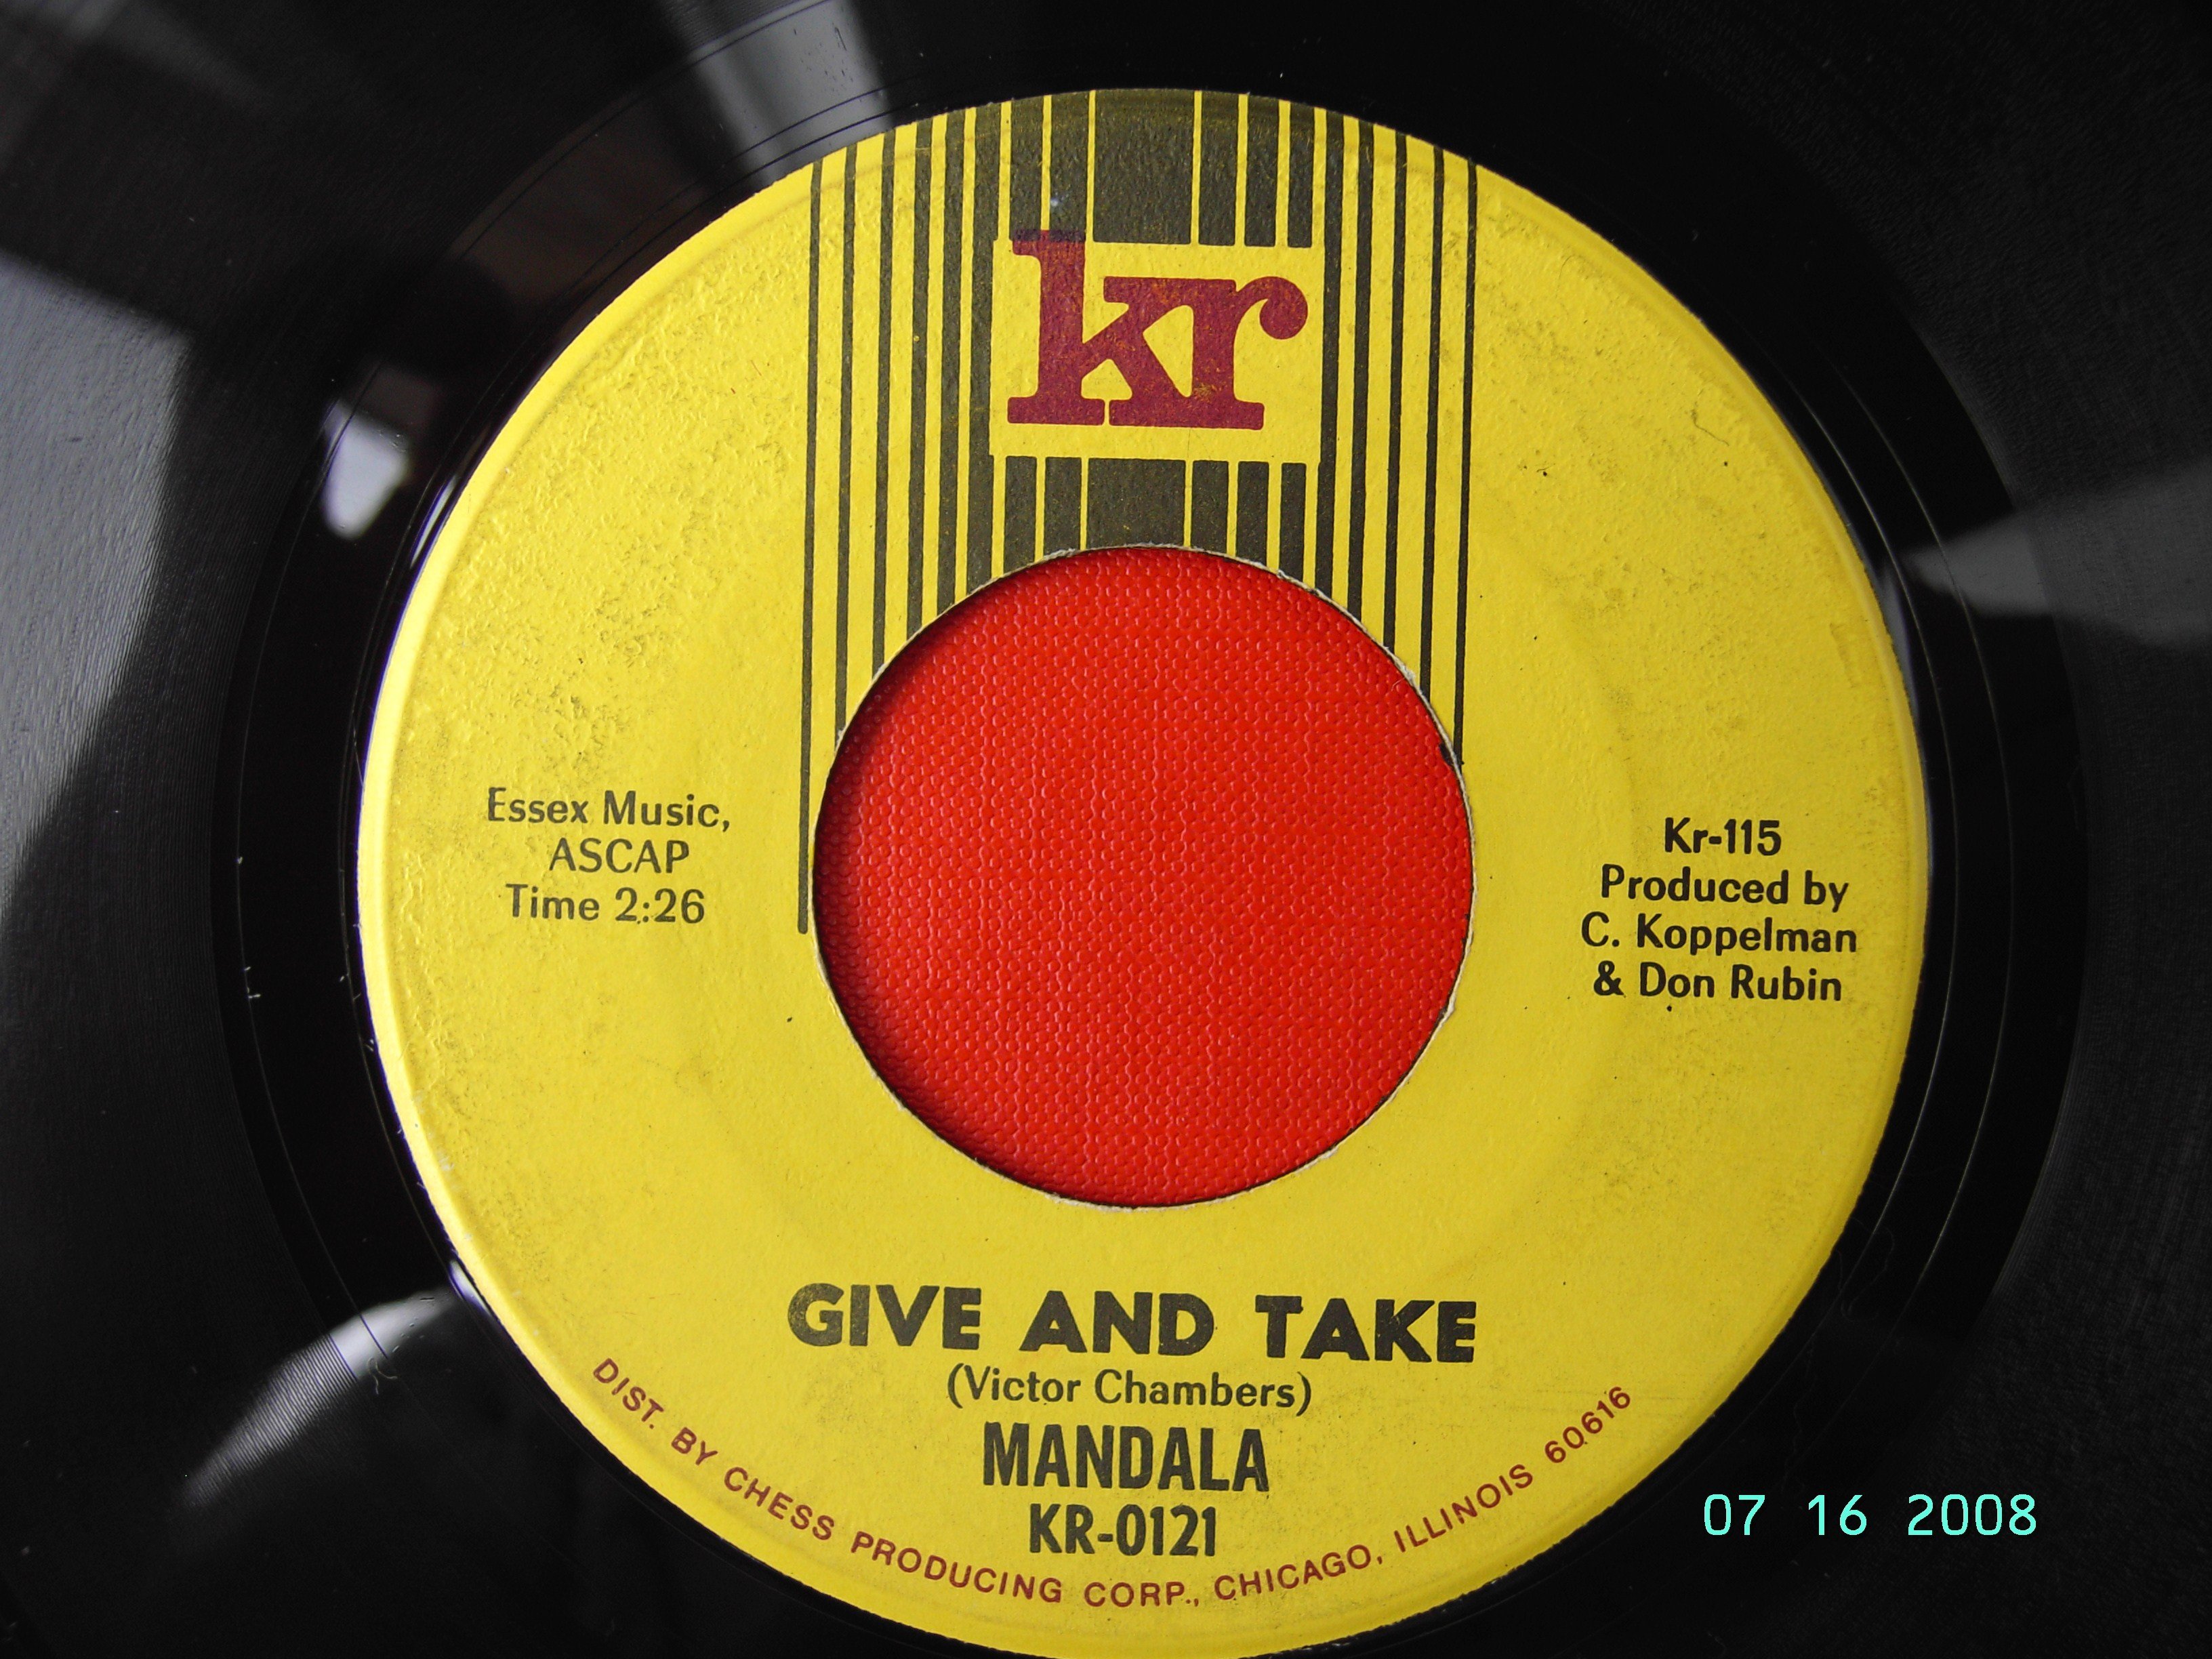 kr
Essex Music,
ASCAP
Time 2:26
Kr-115
Produced by
C. Koppelman
& Don Rubin
GIVE AND TAKE
(Victor Chambers)
MANDALA
KR-0121
DIST. BY CHESS PRODUCING CORP., CHICAGO, ILLINOIS 60616
07 16 2008